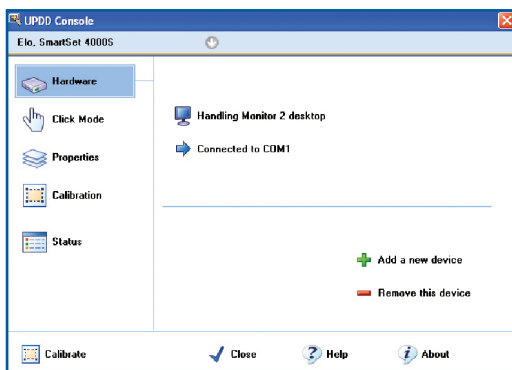 UPDD Console
Elo, SmartSet 4000S
Hardware
Click Mode
Properties
Calibration
Status
Handling Monitor 2 desktop
Connected to COM1
Add a new device
Remove this device
Calibrate
Close
Help
About